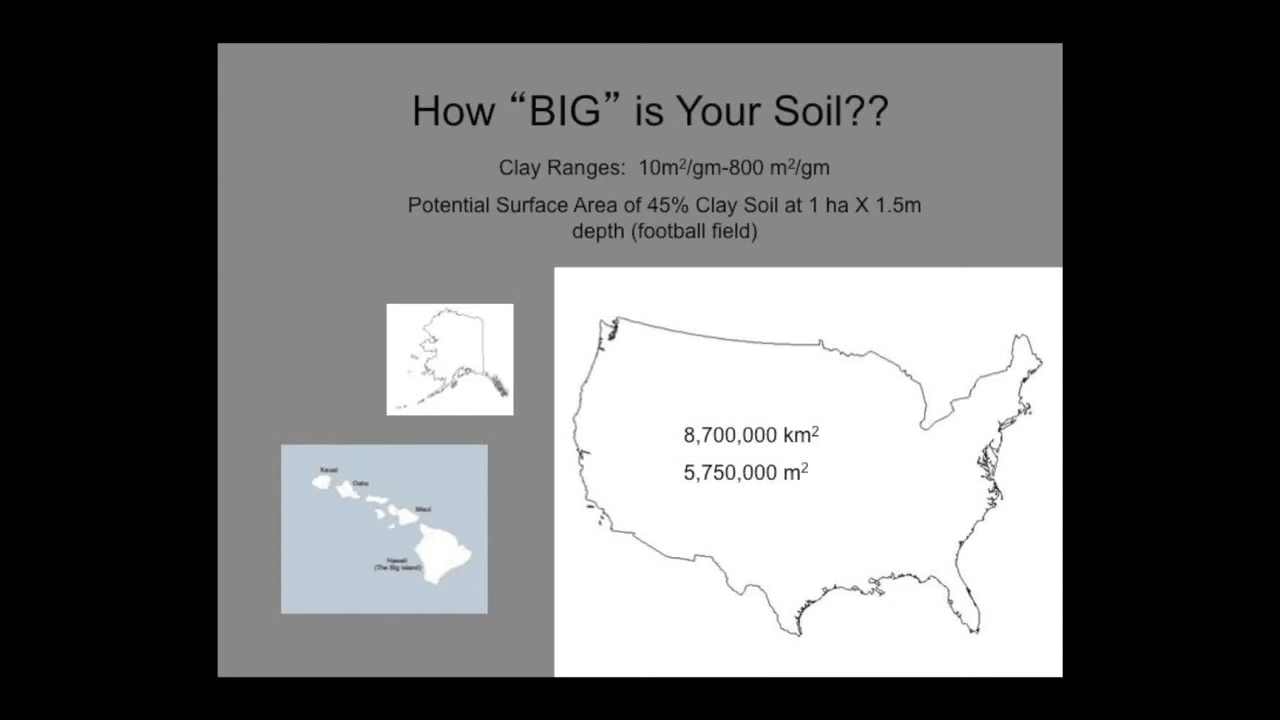 How “BIG” is Your Soil??
Clay Ranges: 10m²/gm-800 m²/gm
Potential Surface Area of 45% Clay Soil at 1 ha X 1.5m
depth (football field)
8,700,000 km²
5,750,000 m²
Kauai
Oahu
Maui
Hawaii
(The Big Island)